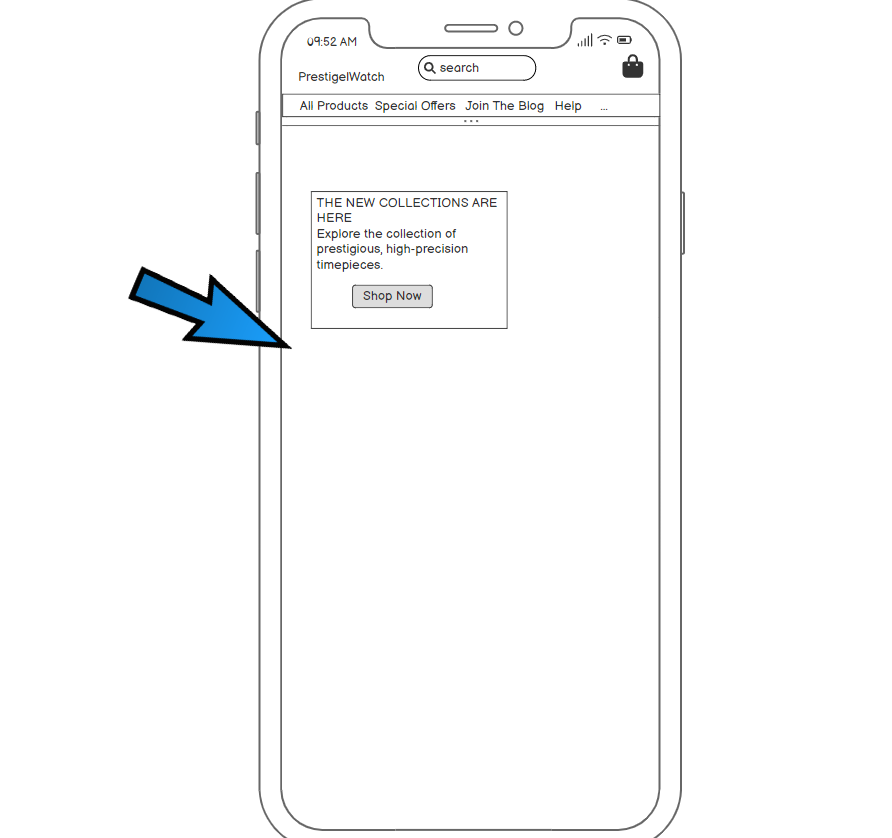 09:52 AM
PrestigelWatch
search
All Products Special Offers Join The Blog Help ...
THE NEW COLLECTIONS ARE
HERE
Explore the collection of
prestigious, high-precision
timepieces.
Shop Now